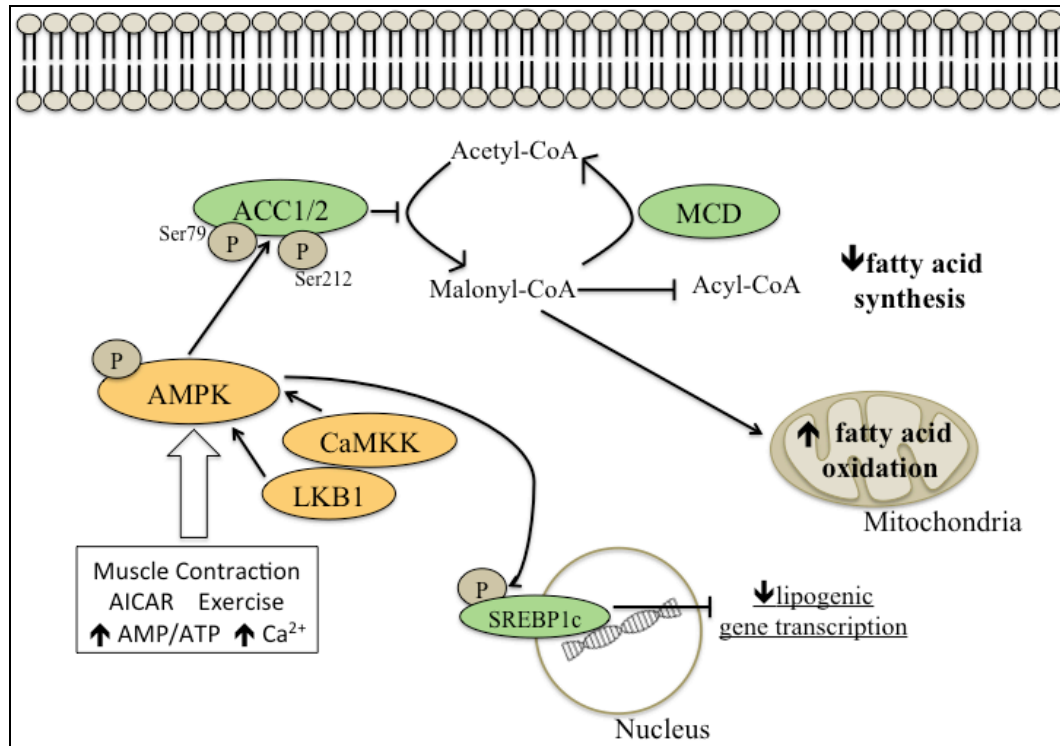 Acetyl-CoA
ACC1/2
MCD
Ser79
P
P
Ser212
Malonyl-CoA
Acyl-CoA
fatty acid
synthesis
P
AMPK
CaMKK
LKB1
fatty acid
oxidation
Mitochondria
Muscle Contraction
AICAR Exercise
AMP/ATP Ca²⁺
P
SREBP1c
lipogenic
gene transcription
Nucleus